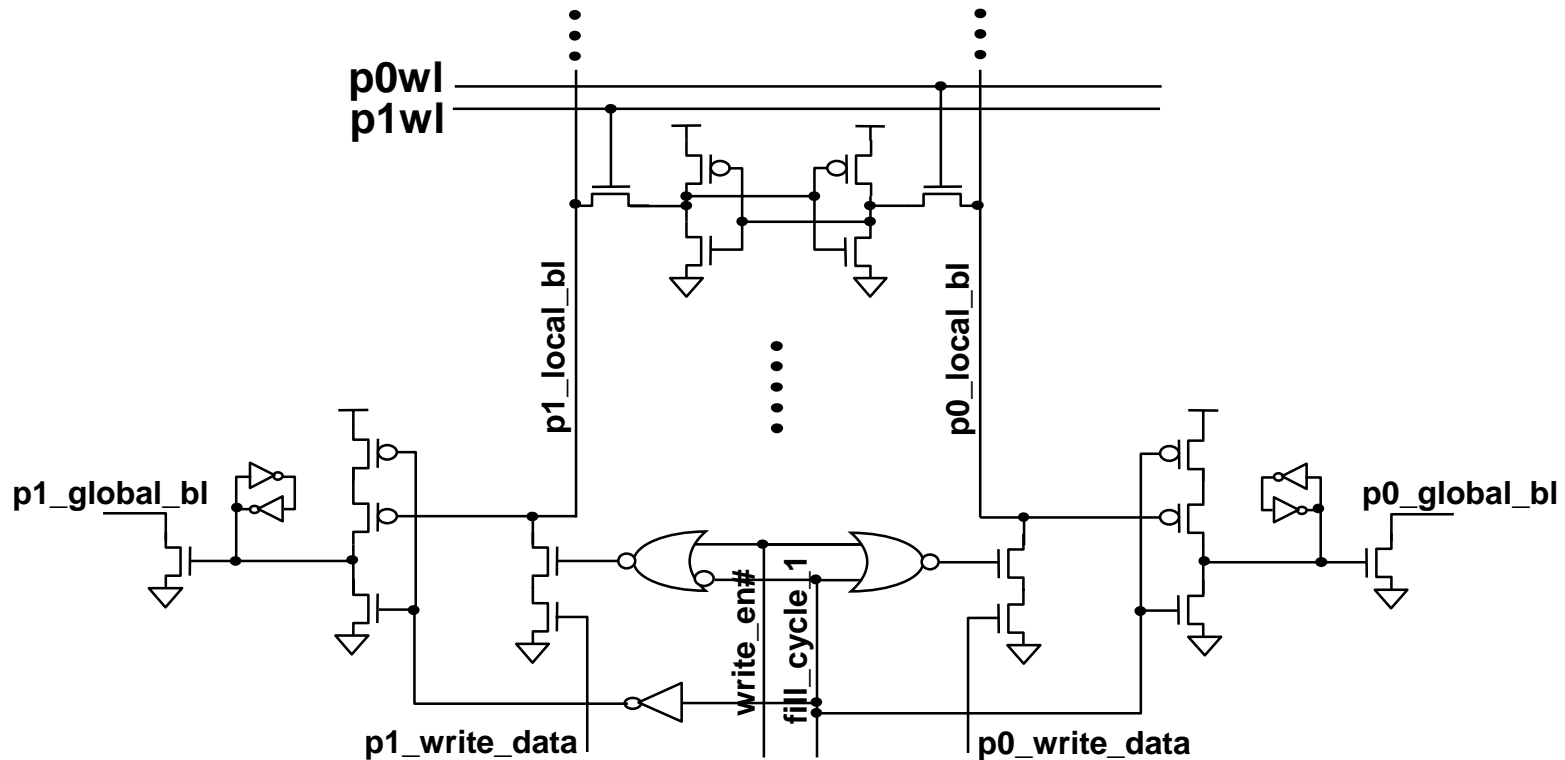 p0wl
p1wl
p1_local_bl
p0_local_bl
p1_global_bl
p0_global_bl
write_en#
fill_cycle_1
p1_write_data
p0_write_data